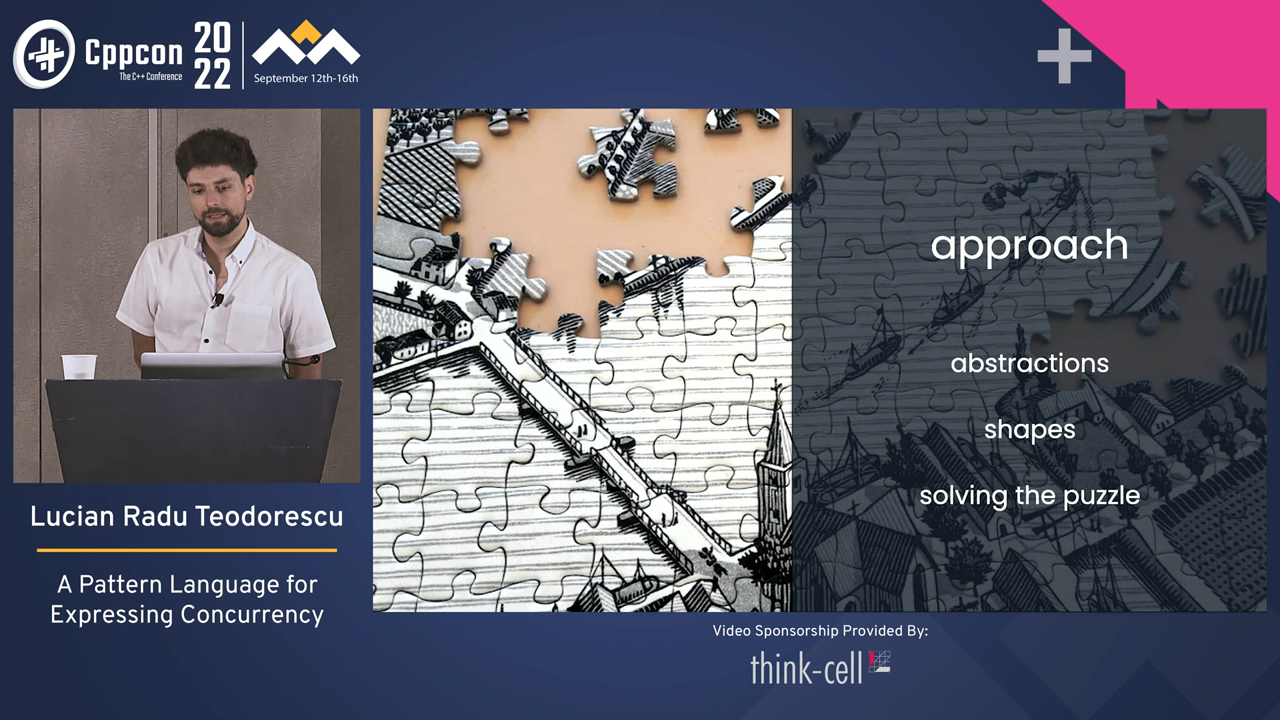 Cppcon
The C++ Conference
20
22
September 12th-16th
approach
abstractions
shapes
solving the puzzle
Lucian Radu Teodorescu
A Pattern Language for
Expressing Concurrency
Video Sponsorship Provided By:
think-cell